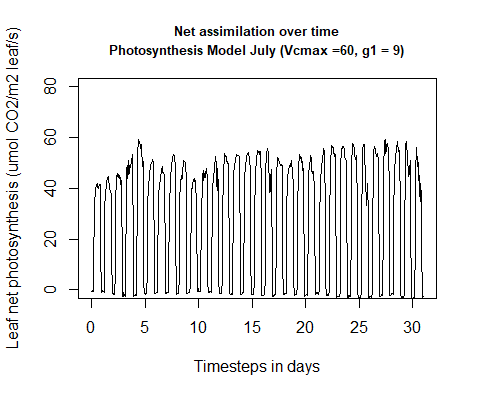 Net assimilation over time
Photosynthesis Model July (Vcmax =60, g1 = 9)
Leaf net photosynthesis (umol CO2/m2 leaf/s)
80
60
40
20
0
0 5 10 15 20 25 30
Timesteps in days